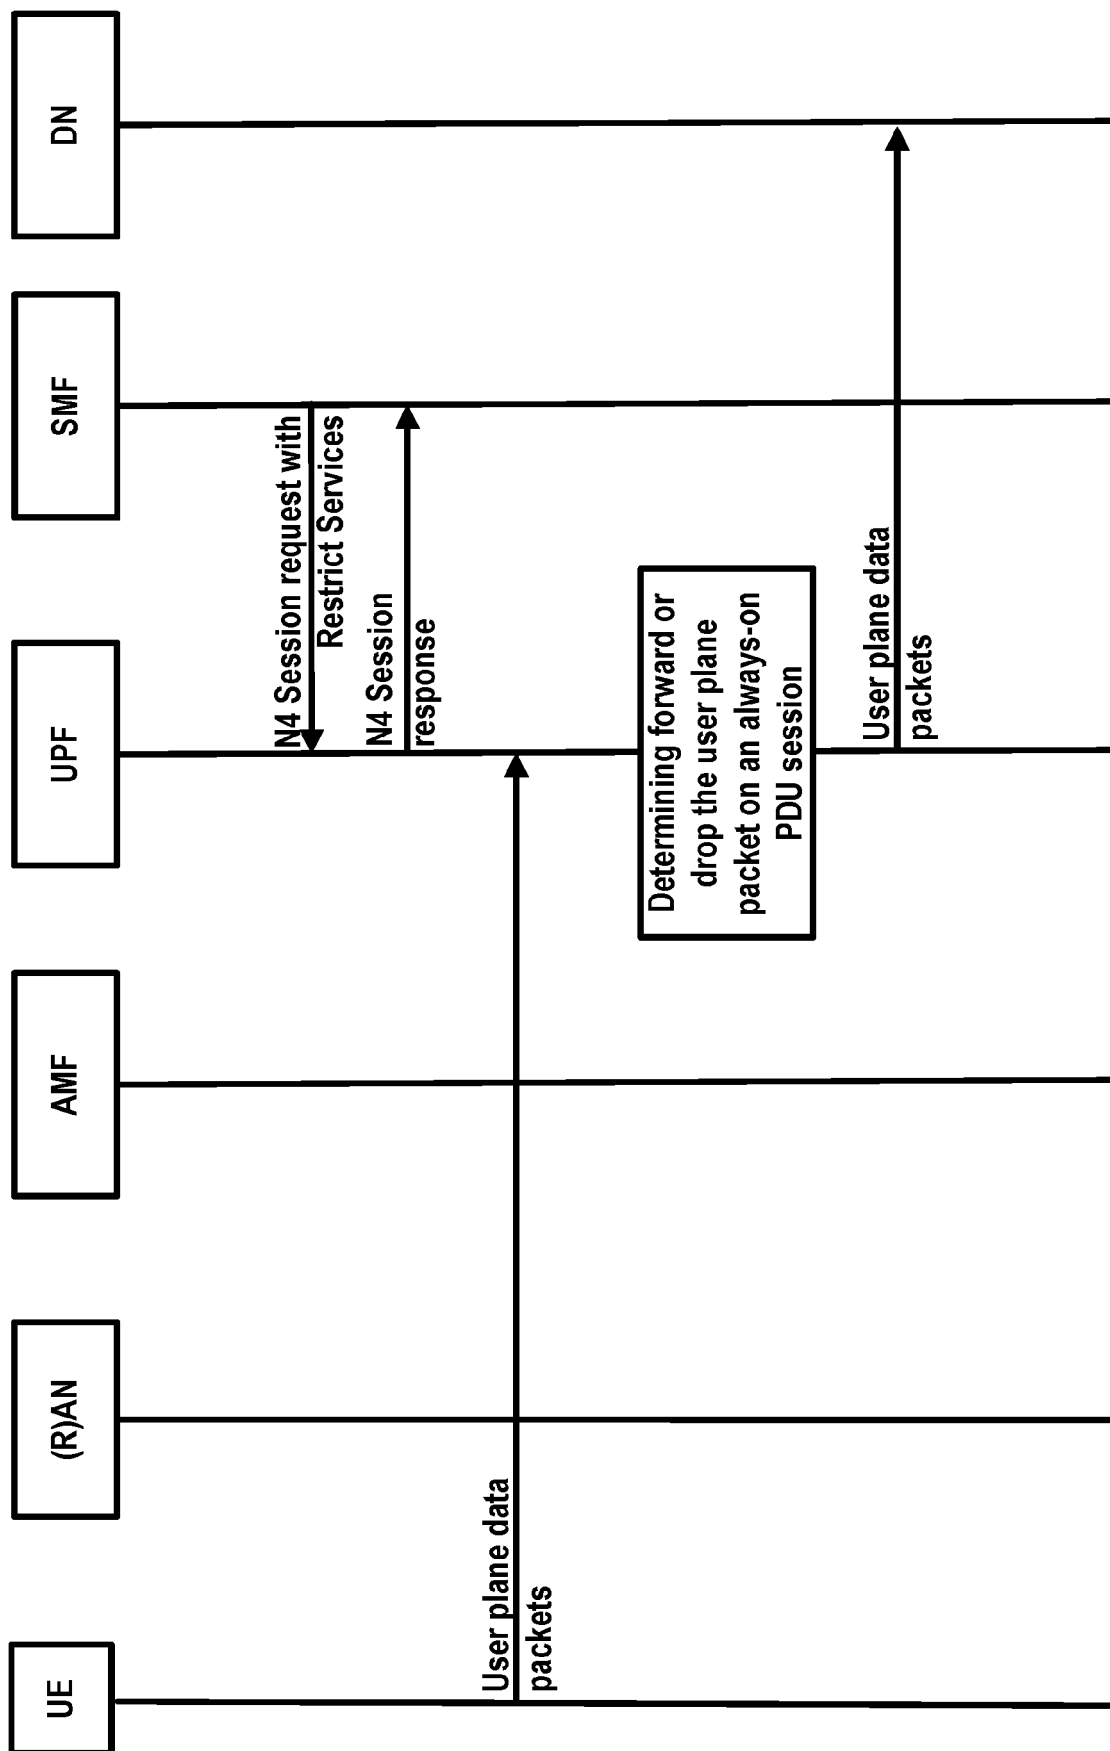 UE
(R)AN
AMF
UPF
SMF
DN
N4 Session request with
Restrict Services
N4 Session
response
User plane data
packets
Determining forward or
drop the user plane
packet on an always-on
PDU session
User plane data
packets